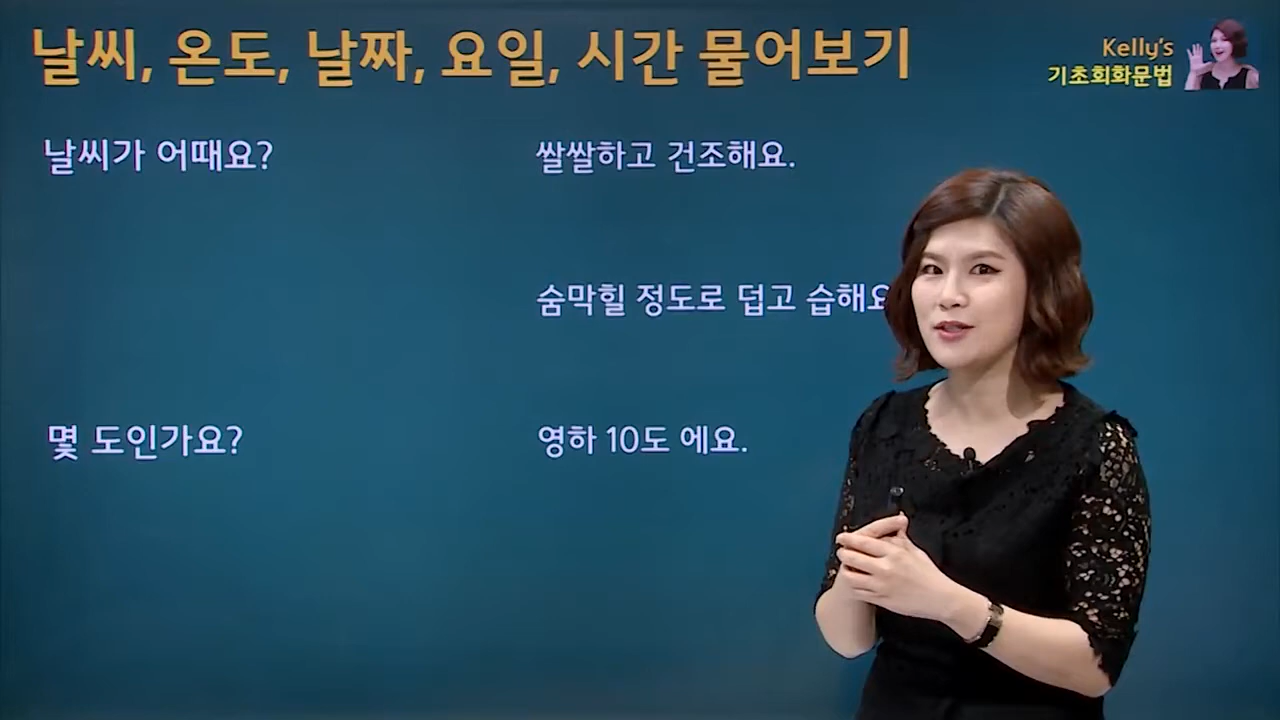 날씨, 온도, 날짜, 요일, 시간 물어보기
Kelly's
기초회화문법
날씨가 어때요?
쌀쌀하고 건조해요.
숨막힐 정도로 덥고 습해요
몇 도인가요?
영하 10도 에요.